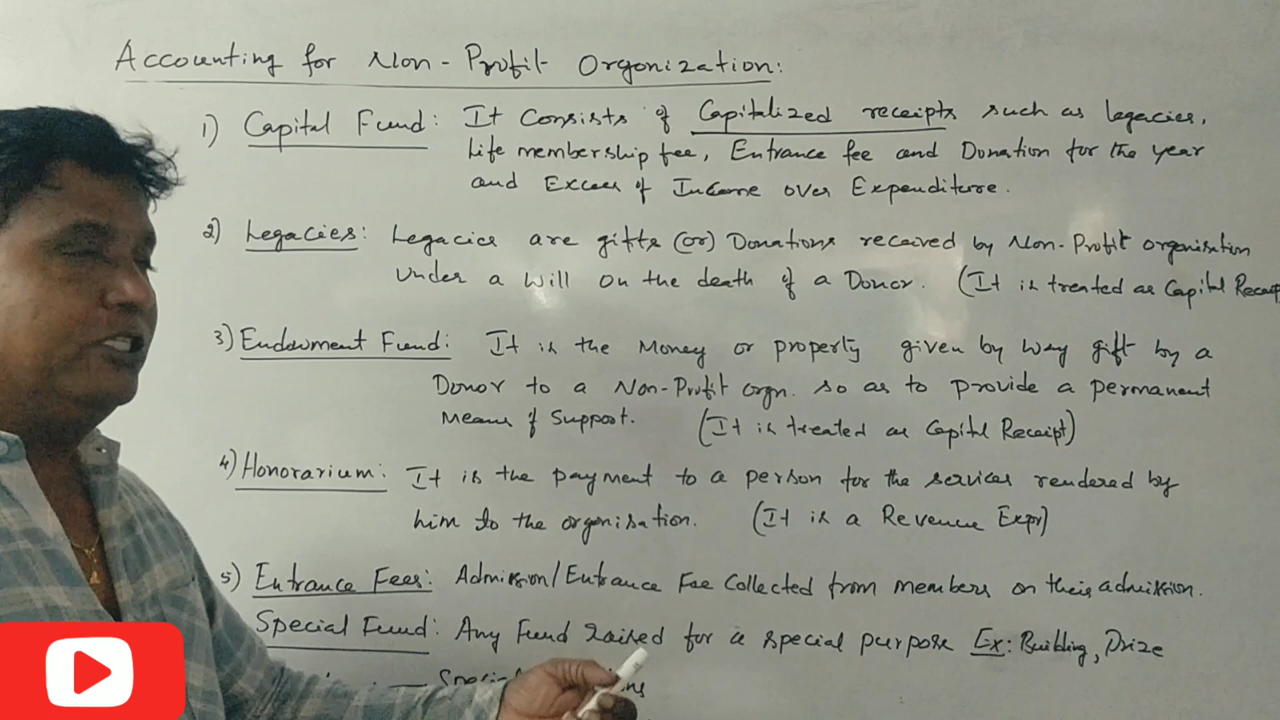 Accounting for Non-Profit Orgonization:
1) Capital Fund: It Consists of Capitalized receipts such as legacies,
Life membership fee, Entrance fee and Donation for the year
and Excess of Income over Expenditure.
2) Legacies: Legacies are gifts (or) Donations received by Non-Profit organisation
Under a will on the death of a Donor. (It is treated as Capital Receipt
3) Endowment Fund: It is the Money or property given by way gift by a
Donor to a Non-Profit orgn. so as to provide a permanant
Means of Support. (It is treated as Capital Receipt)
4) Honorarium: It is the payment to a person for the services rendered by
him to the organisation. (It is a Revenue Expr)
5) Entrance Fees: Admission/Entrance Fee Collected from members on their admission.
Special Fund: Any Fund raised for a special purpose Ex: Building, Prize